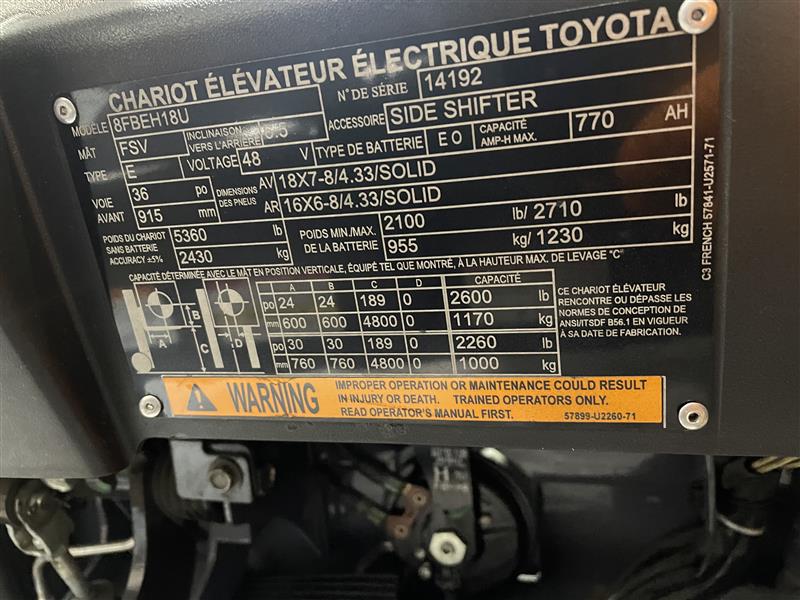 CHARIOT ÉLÉVATEUR ÉLECTRIQUE TOYOTA
MODÈLE 8FBEH18U N° DE SÉRIE 14192
MÂT FSV INCLINAISON VERS L'ARRIÈRE 6.5 ACCESSOIRE SIDE SHIFTER
TYPE E VOLTAGE 48 V TYPE DE BATTERIE E O CAPACITÉ AMP-H MAX. 770 AH
VOIE AVANT 36 po DIMENSIONS DES PNEUS AV 18X7-8/4.33/SOLID
915 mm AR 16X6-8/4.33/SOLID
POIDS DU CHARIOT SANS BATTERIE ACCURACY ±5% 5360 lb POIDS MIN./MAX. DE LA BATTERIE 2100 lb/ 2710
2430 kg 955 kg/ 1230
CAPACITÉ DÉTERMINÉE AVEC LE MÂT EN POSITION VERTICALE, ÉQUIPÉ TEL QUE MONTRÉ, À LA HAUTEUR MAX. DE LEVAGE "C"
A B C D CAPACITÉ
po 24 24 189 0 2600 lb
mm 600 600 4800 0 1170 kg
po 30 30 189 0 2260 lb
mm 760 760 4800 0 1000 kg
B
A
C
D
CE CHARIOT ÉLÉVATEUR
RENCONTRE OU DÉPASSE LES
NORMES DE CONCEPTION DE
ANSI/ITSDF B56.1 EN VIGUEUR
À SA DATE DE FABRICATION.
C3 FRENCH 57841-U2571-71
WARNING
IMPROPER OPERATION OR MAINTENANCE COULD RESULT
IN INJURY OR DEATH. TRAINED OPERATORS ONLY.
READ OPERATOR'S MANUAL FIRST. 57899-U2260-71